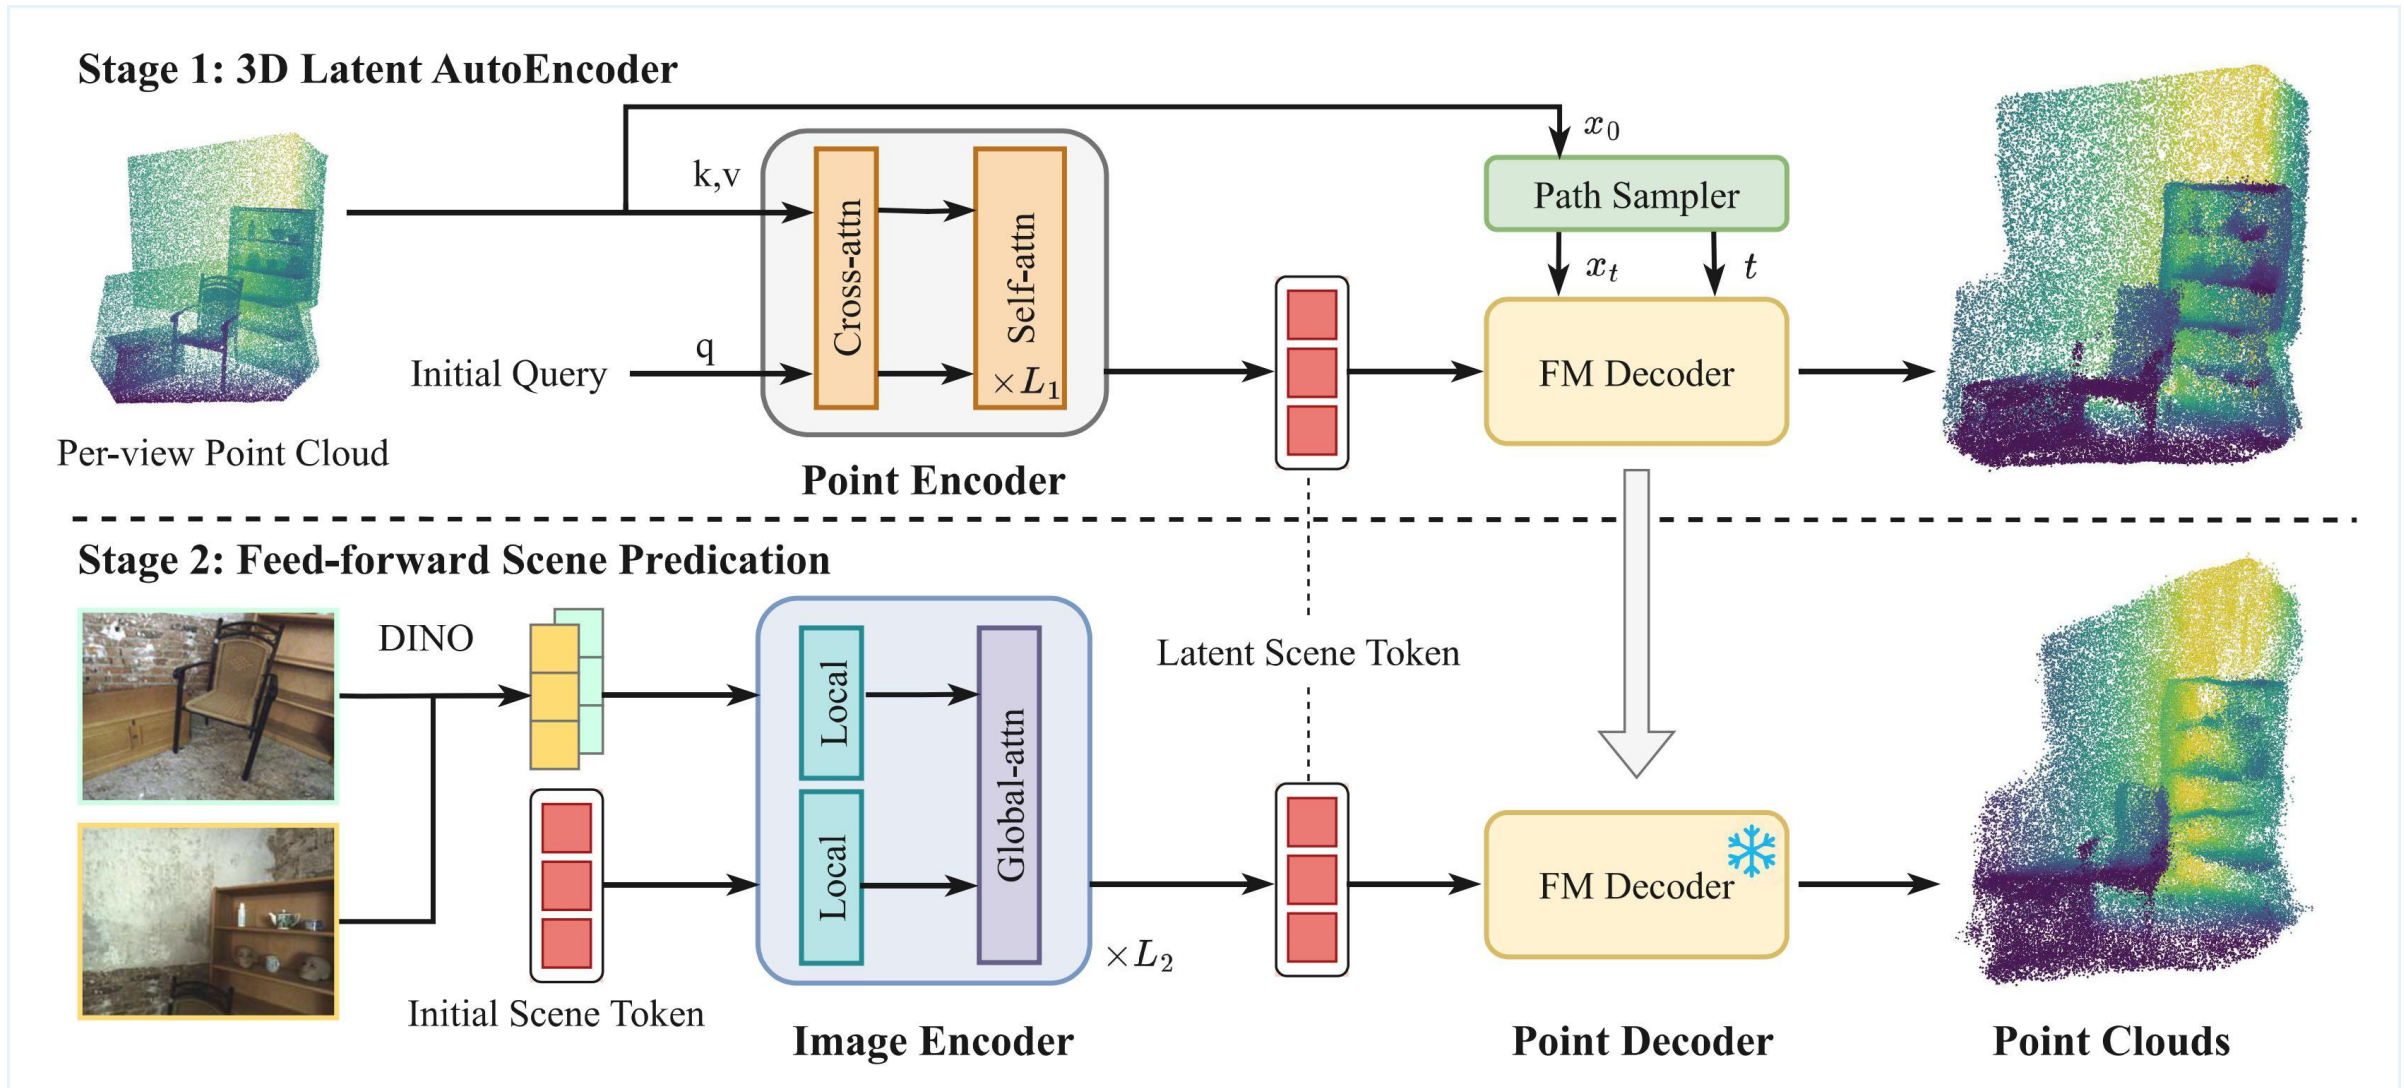 Stage 1: 3D Latent AutoEncoder
x₀
k,v
Path Sampler
Cross-attn
Self-attn
xₜ
t
q
Initial Query
×L₁
FM Decoder
Per-view Point Cloud
Point Encoder
Stage 2: Feed-forward Scene Predication
DINO
Latent Scene Token
Local
Global-attn
Local
FM Decoder
×L₂
Initial Scene Token
Image Encoder
Point Decoder
Point Clouds